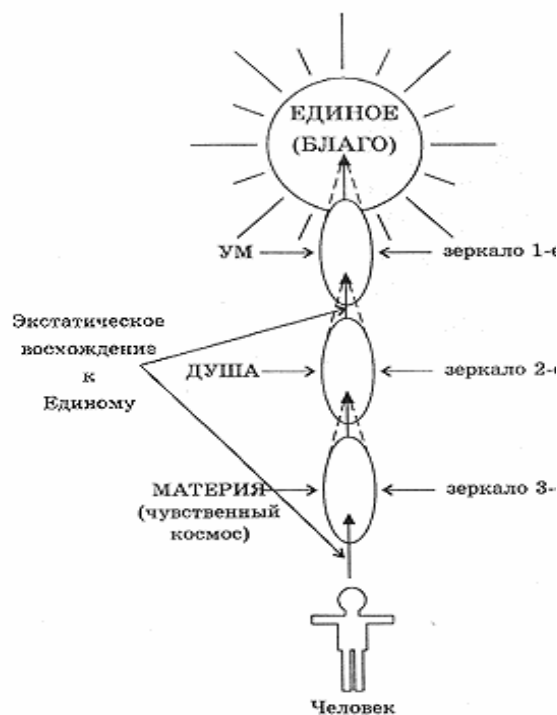 ЕДИНОЕ
(БЛАГО)
УМ
зеркало 1-е
Экстатическое
восхождение
к
Единому
ДУША
зеркало 2-е
МАТЕРИЯ
(чувственный
космос)
зеркало 3-
Человек